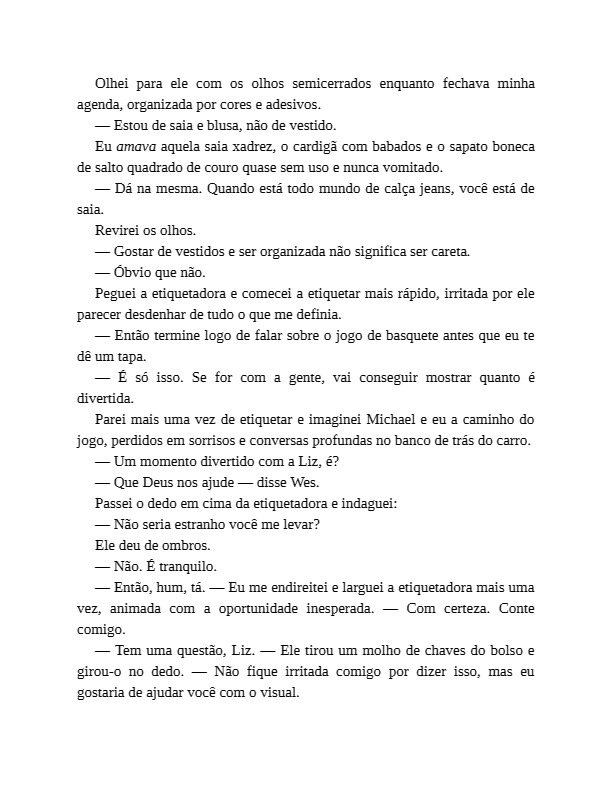 Olhei para ele com os olhos semicerrados enquanto fechava minha
agenda, organizada por cores e adesivos.
— Estou de saia e blusa, não de vestido.
Eu amava aquela saia xadrez, o cardigã com babados e o sapato boneca
de salto quadrado de couro quase sem uso e nunca vomitado.
— Dá na mesma. Quando está todo mundo de calça jeans, você está de
saia.
Revirei os olhos.
— Gostar de vestidos e ser organizada não significa ser careta.
— Óbvio que não.
Peguei a etiquetadora e comecei a etiquetar mais rápido, irritada por ele
parecer desdenhar de tudo o que me definia.
— Então termine logo de falar sobre o jogo de basquete antes que eu te
dê um tapa.
— É só isso. Se for com a gente, vai conseguir mostrar quanto é
divertida.
Parei mais uma vez de etiquetar e imaginei Michael e eu a caminho do
jogo, perdidos em sorrisos e conversas profundas no banco de trás do carro.
— Um momento divertido com a Liz, é?
— Que Deus nos ajude — disse Wes.
Passei o dedo em cima da etiquetadora e indaguei:
— Não seria estranho você me levar?
Ele deu de ombros.
— Não. É tranquilo.
— Então, hum, tá. — Eu me endireitei e larguei a etiquetadora mais uma
vez, animada com a oportunidade inesperada. — Com certeza. Conte
comigo.
— Tem uma questão, Liz. — Ele tirou um molho de chaves do bolso e
girou-o no dedo. — Não fique irritada comigo por dizer isso, mas eu
gostaria de ajudar você com o visual.